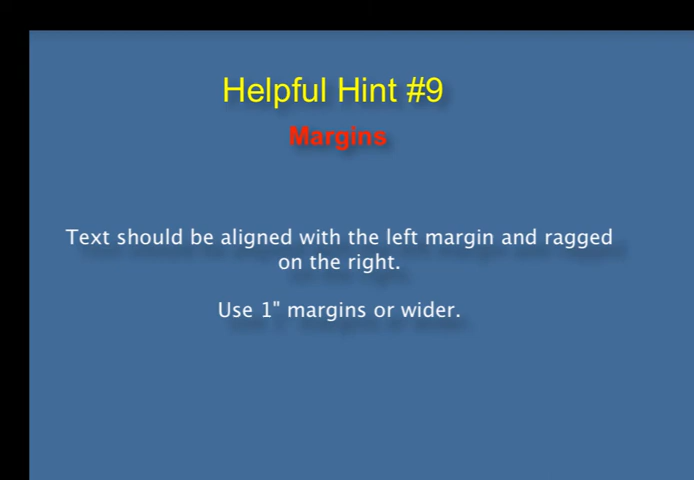 Helpful Hint #9
Margins
Text should be aligned with the left margin and ragged
on the right.
Use 1" margins or wider.